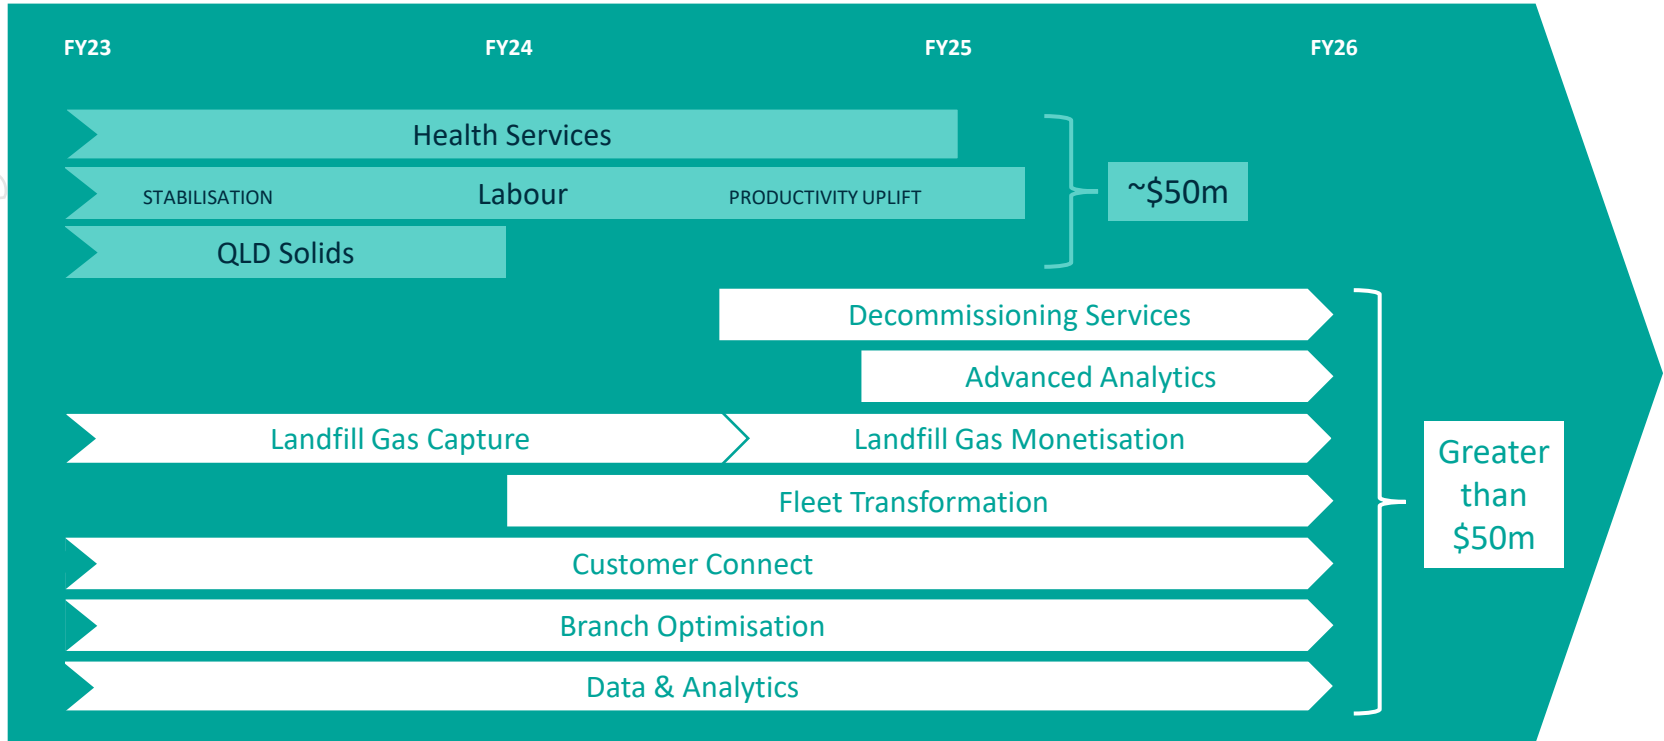 FY23 FY24 FY25 FY26
Health Services
STABILISATION Labour PRODUCTIVITY UPLIFT
~$50m
QLD Solids
Decommissioning Services
Advanced Analytics
Landfill Gas Capture Landfill Gas Monetisation
Fleet Transformation
Customer Connect
Branch Optimisation
Data & Analytics
Greater
than
$50m